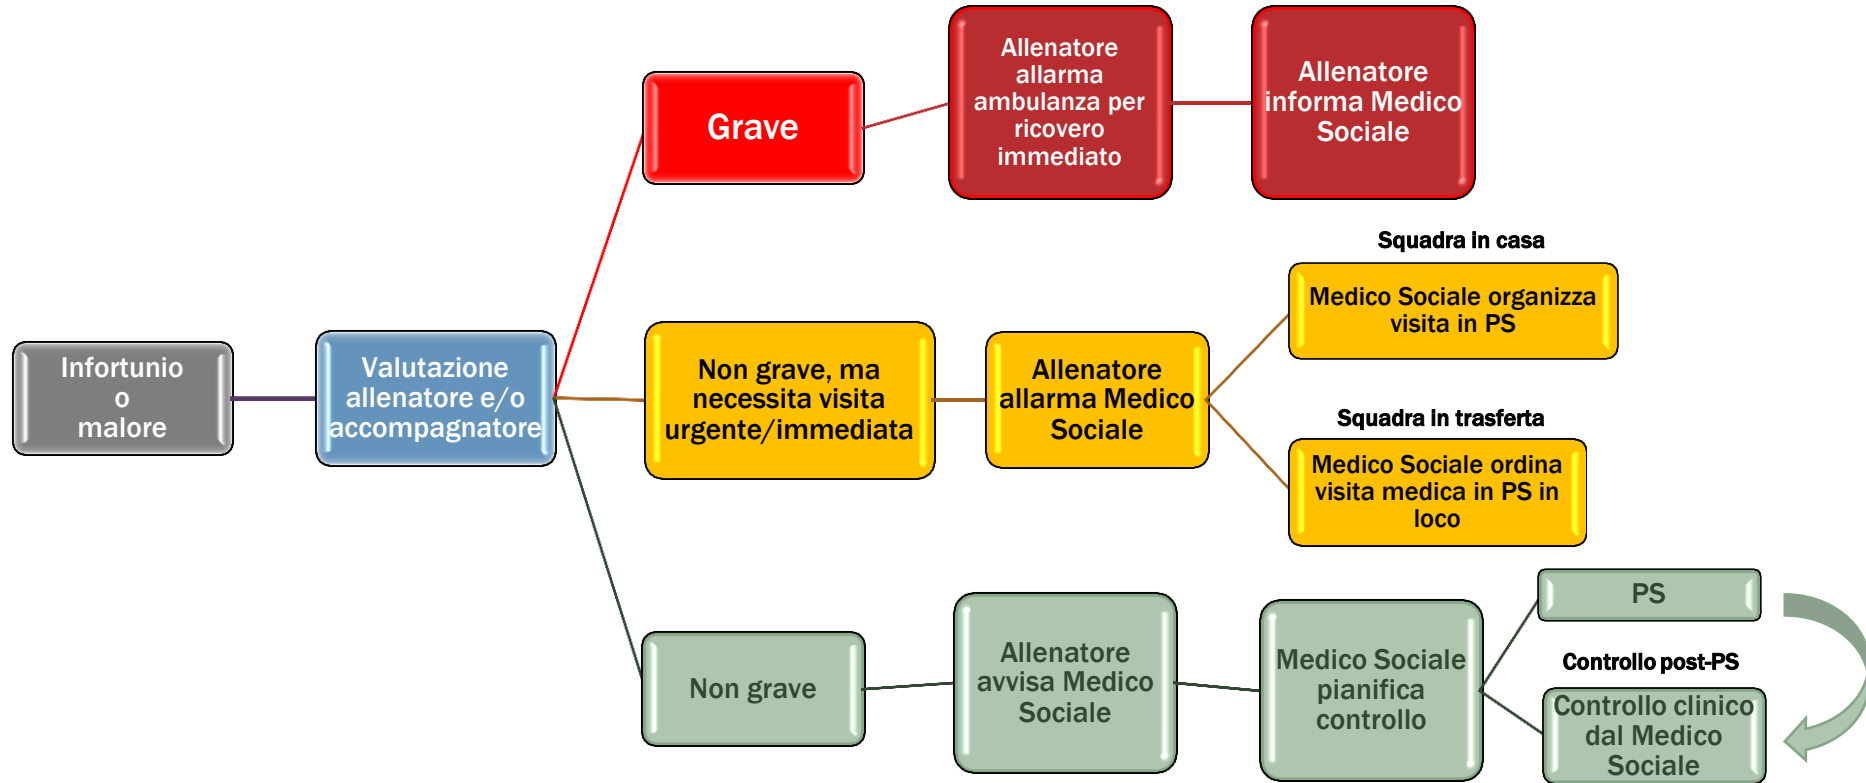 Infortunio
o
malore
Valutazione
allenatore e/o
accompagnatore
Grave
Allenatore
allarma
ambulanza per
ricovero
immediato
Allenatore
informa Medico
Sociale
Non grave, ma
necessita visita
urgente/immediata
Allenatore
allarma Medico
Sociale
Squadra in casa
Medico Sociale organizza
visita in PS
Squadra in trasferta
Medico Sociale ordina
visita medica in PS in
loco
Non grave
Allenatore
avvisa Medico
Sociale
Medico Sociale
pianifica
controllo
PS
Controllo post-PS
Controllo clinico
dal Medico
Sociale